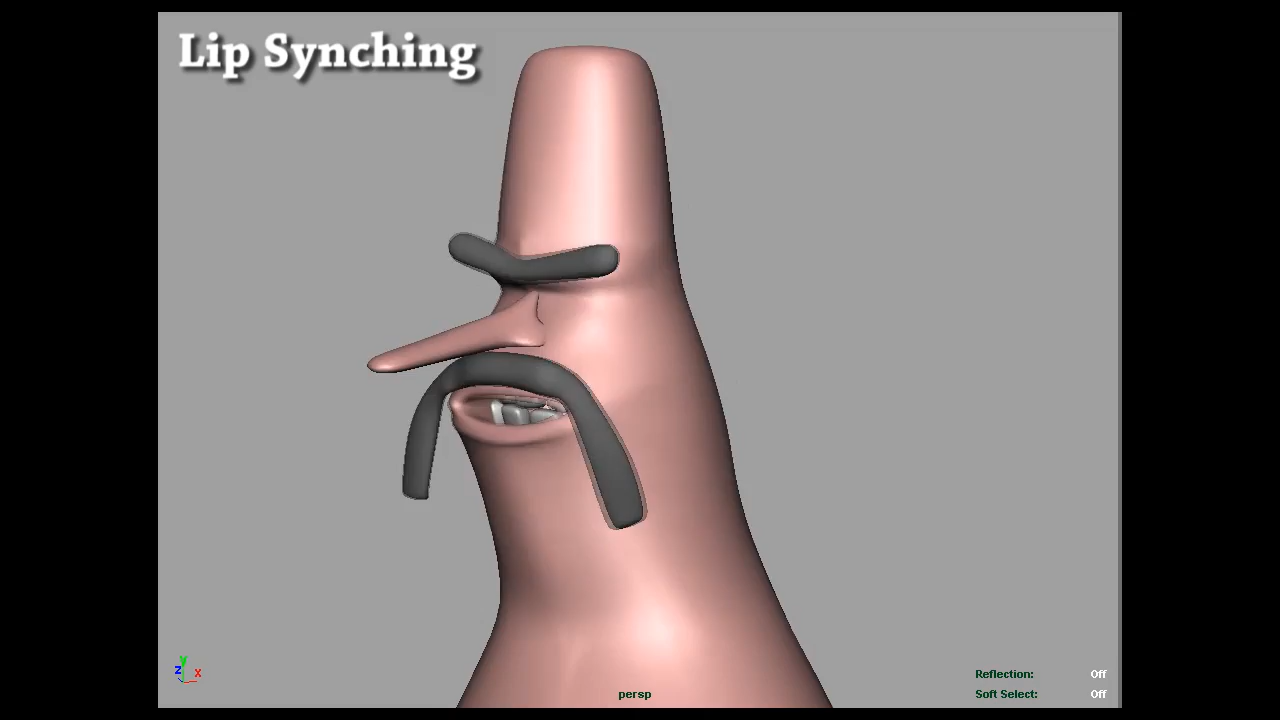 Lip Synching
y
z x
persp
Reflection: Off
Soft Select: Off